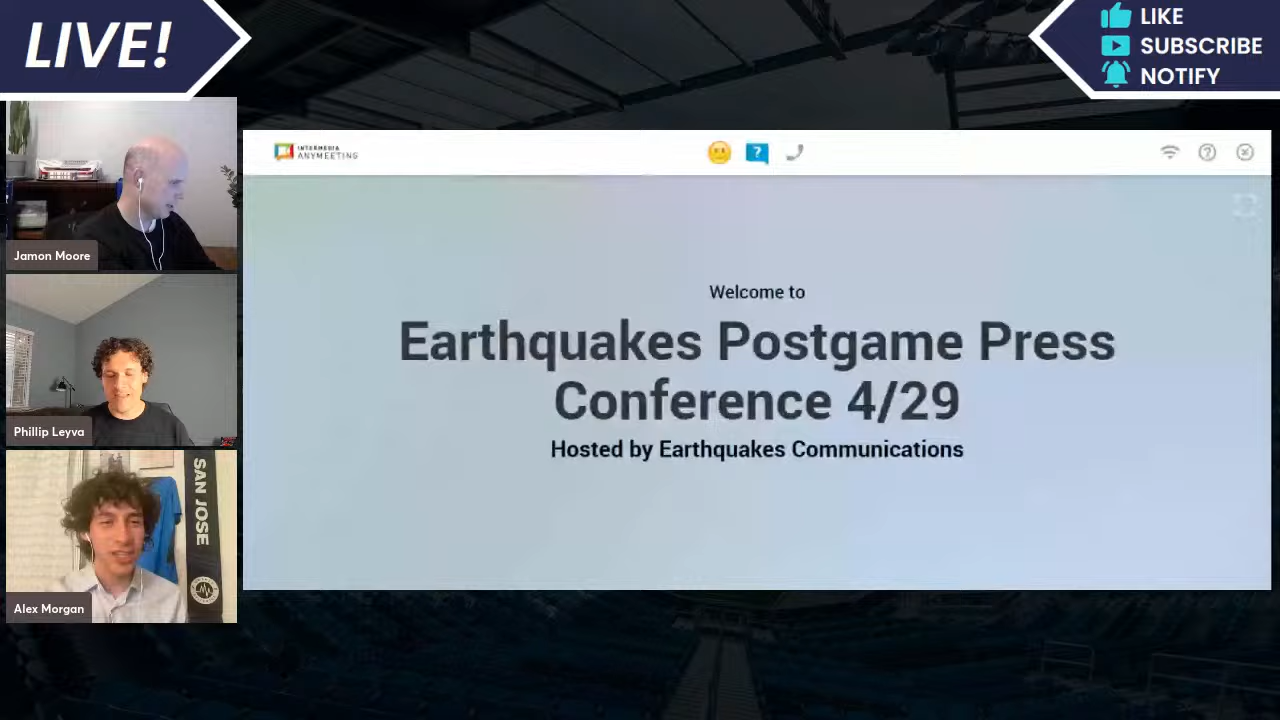 LIVE!
LIKE
SUBSCRIBE
NOTIFY
INTERMEDIA
ANYMEETING
?
Jamon Moore
Welcome to
Earthquakes Postgame Press
Conference 4/29
Hosted by Earthquakes Communications
Phillip Leyva
SAN JOSE
Alex Morgan